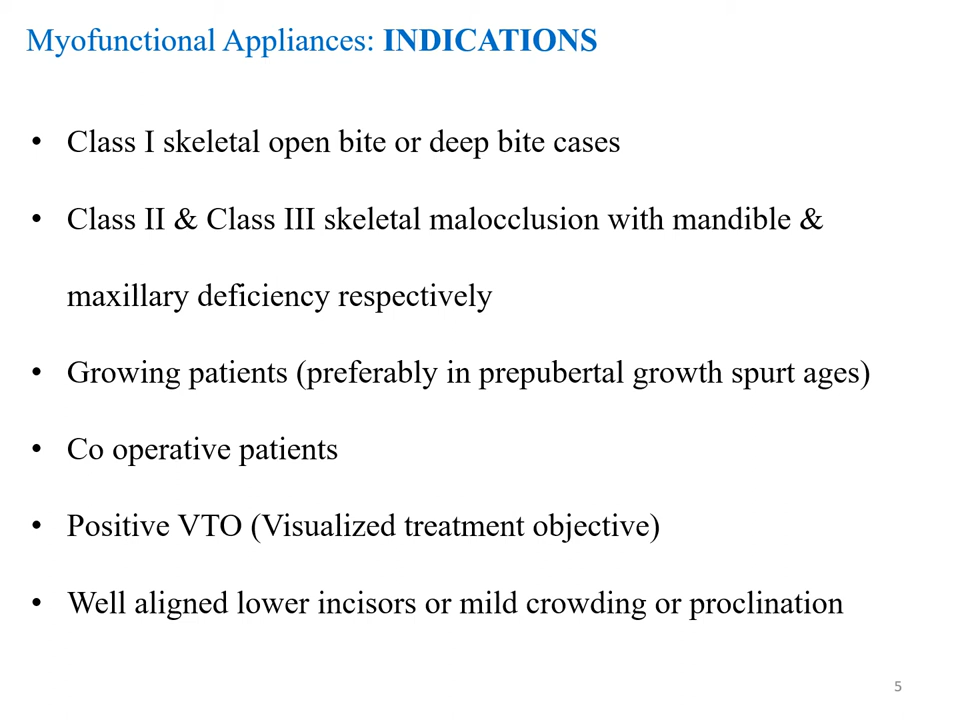 Myofunctional Appliances: INDICATIONS
• Class I skeletal open bite or deep bite cases
• Class II & Class III skeletal malocclusion with mandible &
maxillary deficiency respectively
• Growing patients (preferably in prepubertal growth spurt ages)
• Co operative patients
• Positive VTO (Visualized treatment objective)
• Well aligned lower incisors or mild crowding or proclination
5